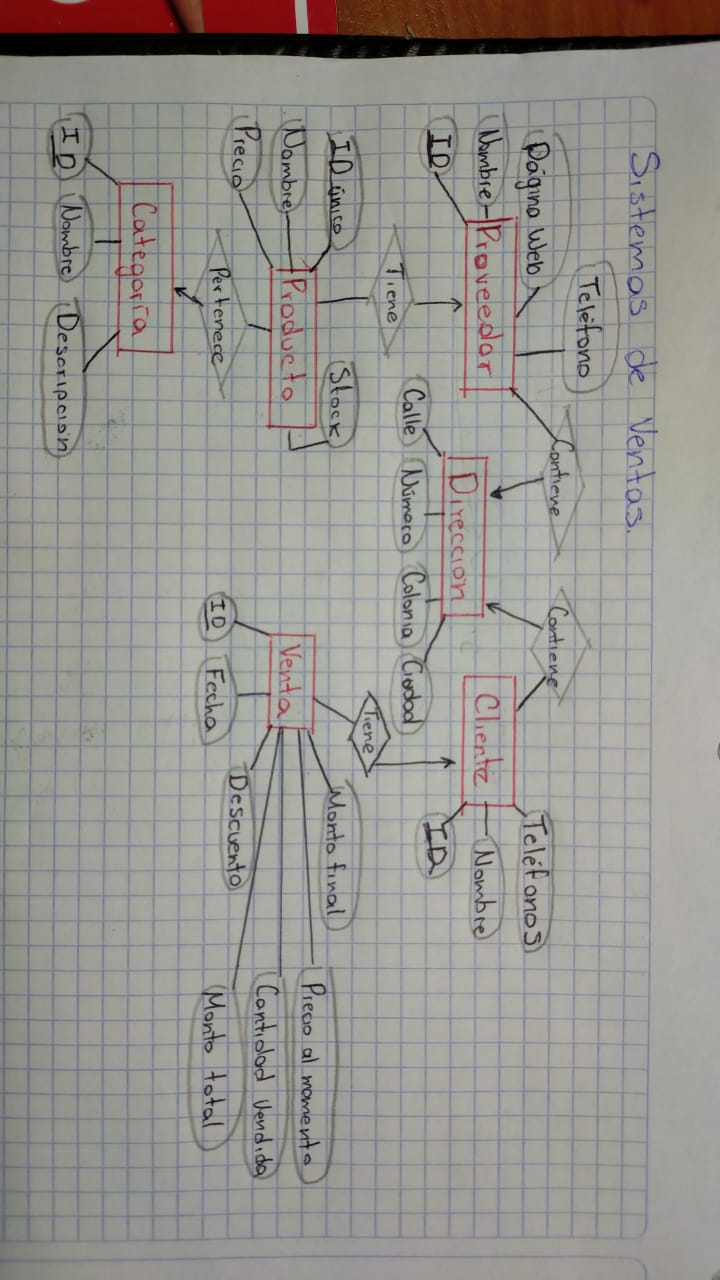 Sistemas de Ventas.
Teléfono
Contiene
Contiene
Página Web
Teléfonos
Nombre
Proveedor
Cliente
Nombre
Dirección
ID
ID
Calle
Número
Colonia
Ciudad
Tiene
Tiene
ID único
Stock
Monto final
Precio al momento
Nombre
Producto
Venta
Cantidad Vendida
Precio
Descuento
Pertenece
ID
Fecha
Monto total
Categoría
ID
Nombre
Descripción